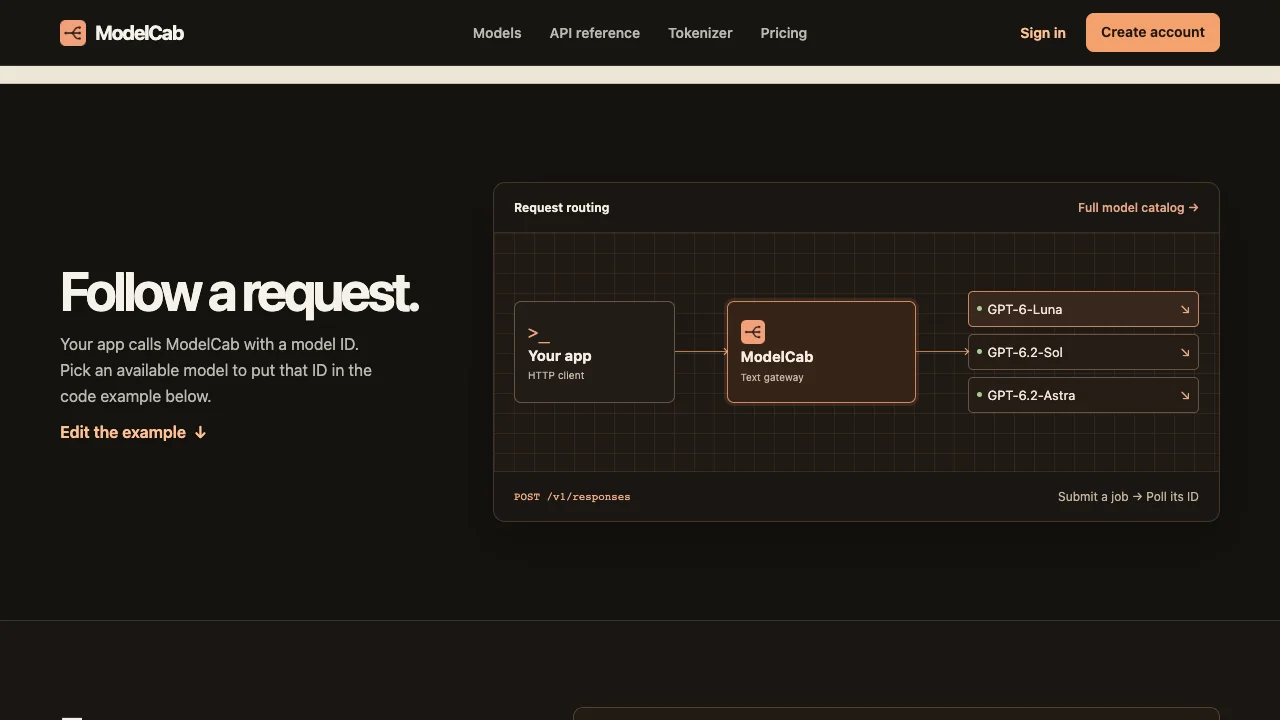 ModelCab
Models
API reference
Tokenizer
Pricing
Sign in
Create account
Follow a request.
Your app calls ModelCab with a model ID.
Pick an available model to put that ID in the
code example below.
Edit the example ↓
Request routing
Full model catalog →
>_
Your app
HTTP client
ModelCab
Text gateway
GPT-6-Luna ↘
GPT-6.2-Sol ↘
GPT-6.2-Astra ↘
POST /v1/responses
Submit a job → Poll its ID